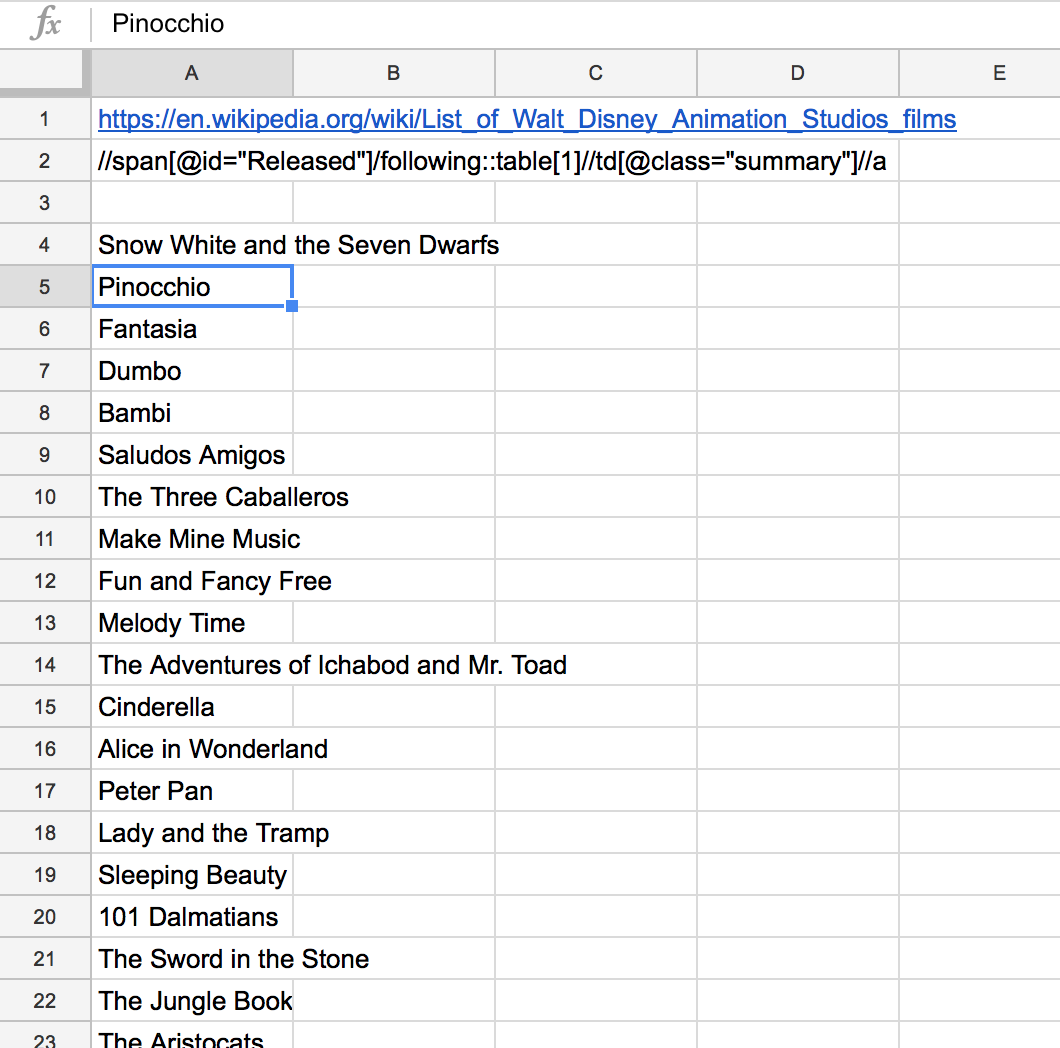 fx Pinocchio
A B C D E
1 https://en.wikipedia.org/wiki/List_of_Walt_Disney_Animation_Studios_films
2 //span[@id="Released"]/following::table[1]//td[@class="summary"]//a
3
4 Snow White and the Seven Dwarfs
5 Pinocchio
6 Fantasia
7 Dumbo
8 Bambi
9 Saludos Amigos
10 The Three Caballeros
11 Make Mine Music
12 Fun and Fancy Free
13 Melody Time
14 The Adventures of Ichabod and Mr. Toad
15 Cinderella
16 Alice in Wonderland
17 Peter Pan
18 Lady and the Tramp
19 Sleeping Beauty
20 101 Dalmatians
21 The Sword in the Stone
22 The Jungle Book
23 The Aristocats